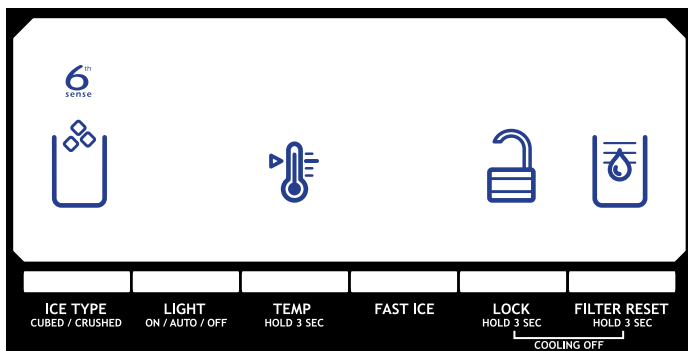 6th
sense
ICE TYPE
CUBED / CRUSHED
LIGHT
ON / AUTO / OFF
TEMP
HOLD 3 SEC
FAST ICE
LOCK
HOLD 3 SEC
FILTER RESET
HOLD 3 SEC
COOLING OFF